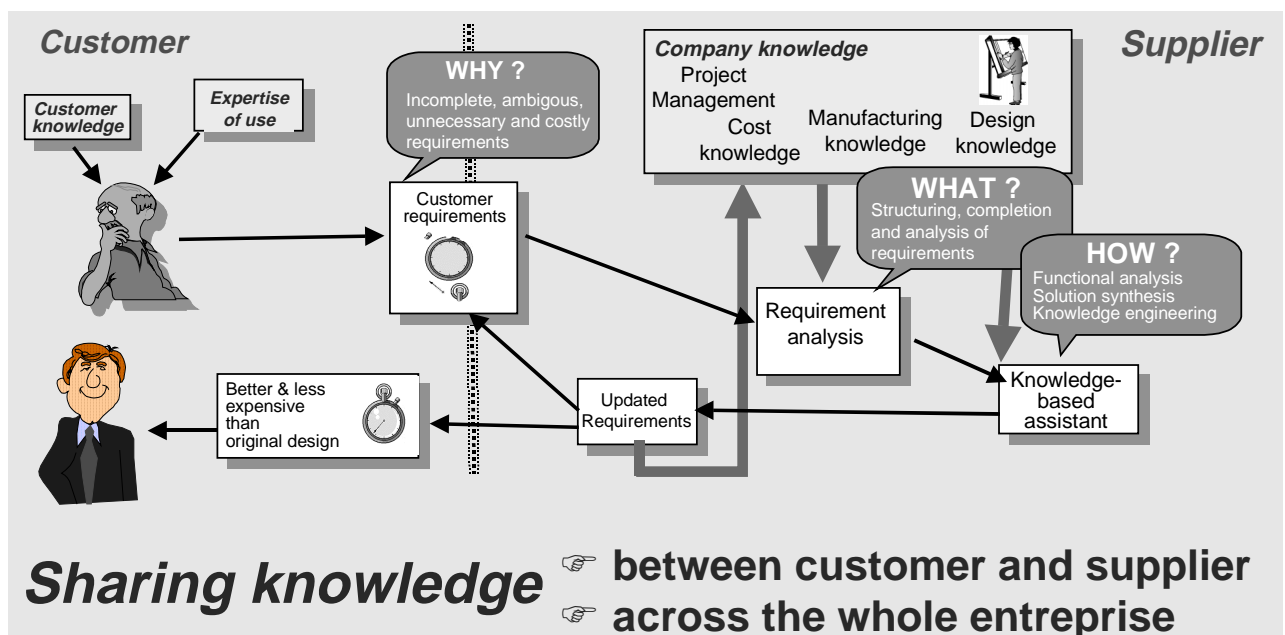 Customer
Supplier
Customer
knowledge
Expertise
of use
WHY ?
Incomplete, ambigous,
unnecessary and costly
requirements
Company knowledge
Project
Management
Cost
knowledge
Manufacturing
knowledge
Design
knowledge
Customer
requirements
WHAT ?
Structuring, completion
and analysis of
requirements
HOW ?
Functional analysis
Solution synthesis
Knowledge engineering
Requirement
analysis
Knowledge-
based
assistant
Updated
Requirements
Better & less
expensive
than
original design
Sharing knowledge
☞ between customer and supplier
☞ across the whole entreprise